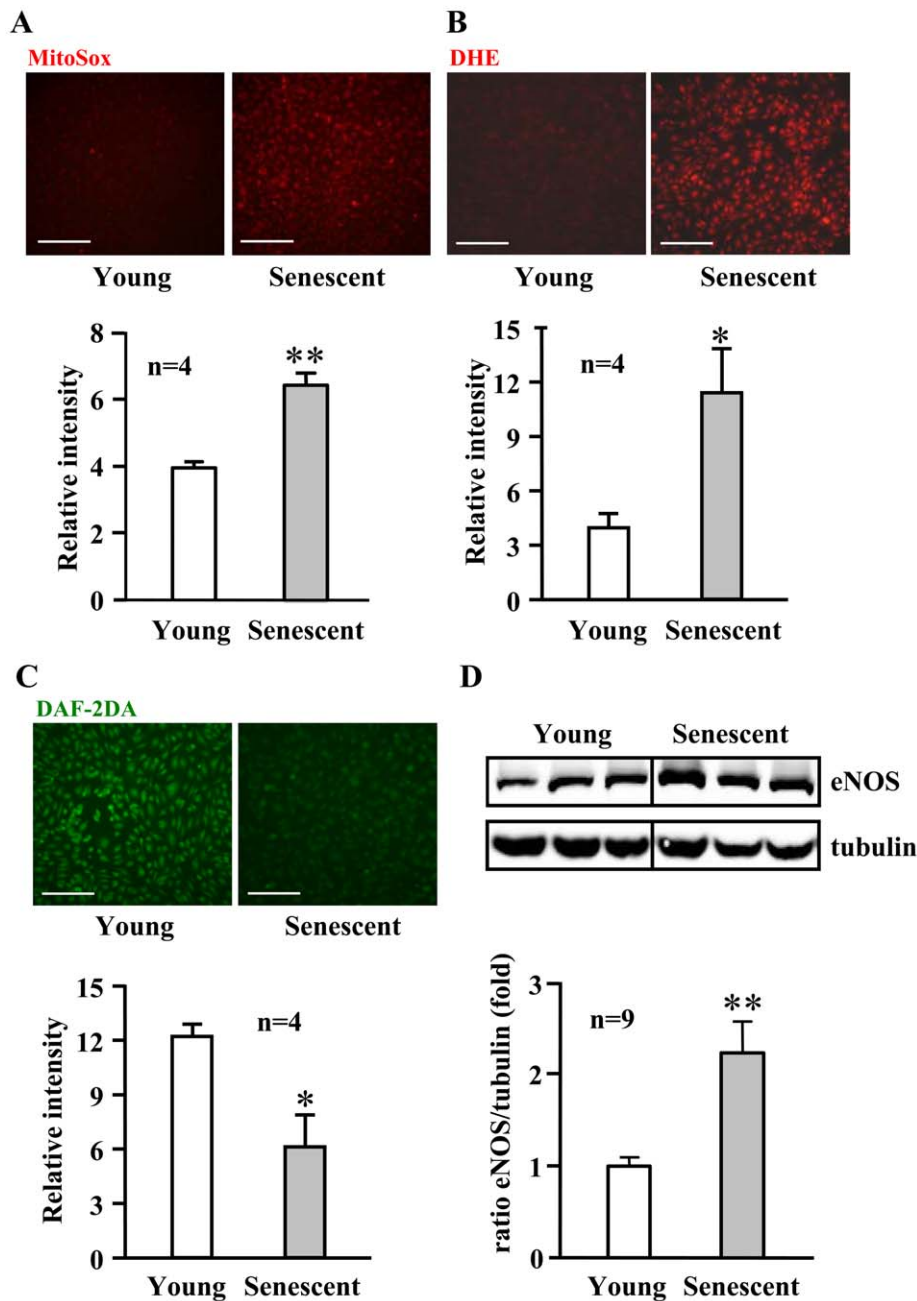 A
MitoSox
Young Senescent
Relative intensity
8
6
4
2
0
n=4
**
Young Senescent
B
DHE
Young Senescent
Relative intensity
15
12
9
6
3
0
n=4
*
Young Senescent
C
DAF-2DA
Young Senescent
Relative intensity
15
12
9
6
3
0
n=4
*
Young Senescent
D
Young Senescent
eNOS
tubulin
ratio eNOS/tubulin (fold)
3
2
1
0
n=9
**
Young Senescent